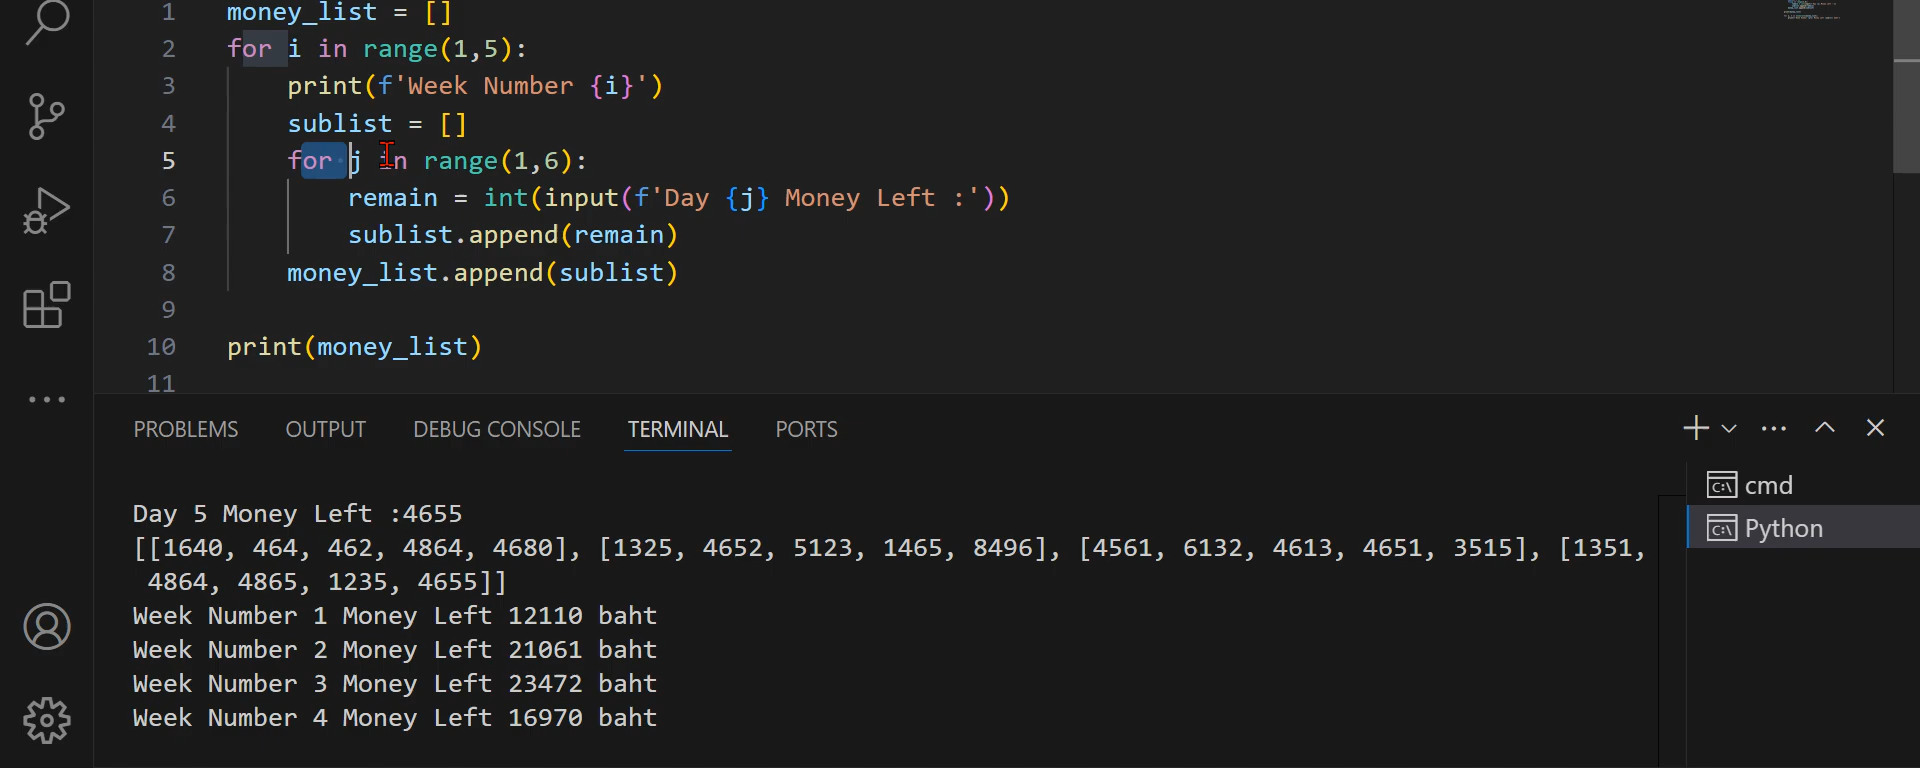 1 money_list = []
2 for i in range(1,5):
3     print(f'Week Number {i}')
4     sublist = []
5     for j in range(1,6):
6         remain = int(input(f'Day {j} Money Left :'))
7         sublist.append(remain)
8     money_list.append(sublist)
9
10 print(money_list)
11
PROBLEMS OUTPUT DEBUG CONSOLE TERMINAL PORTS
cmd
Python
Day 5 Money Left :4655
[[1640, 464, 462, 4864, 4680], [1325, 4652, 5123, 1465, 8496], [4561, 6132, 4613, 4651, 3515], [1351,
 4864, 4865, 1235, 4655]]
Week Number 1 Money Left 12110 baht
Week Number 2 Money Left 21061 baht
Week Number 3 Money Left 23472 baht
Week Number 4 Money Left 16970 baht